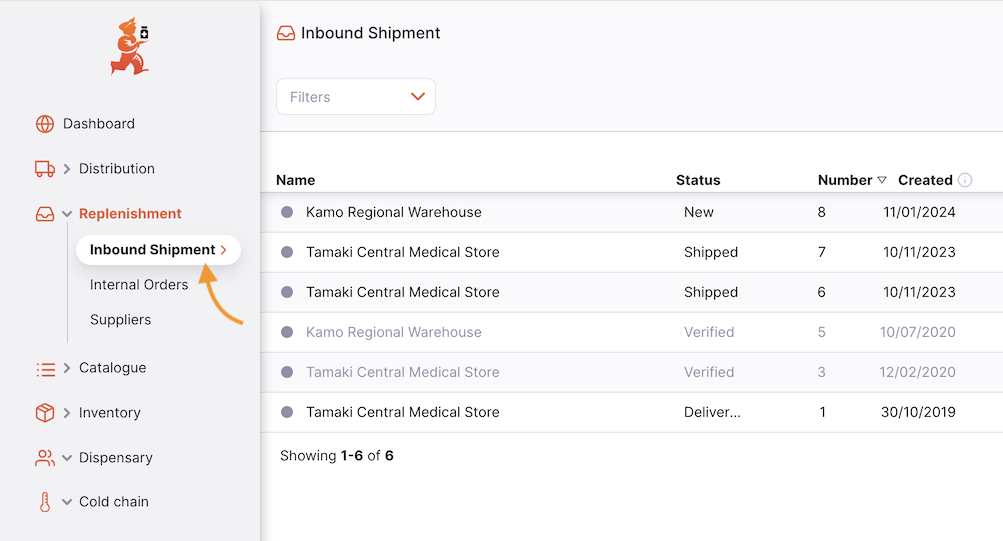 Inbound Shipment
Filters
Dashboard
Distribution
Replenishment
Inbound Shipment
Internal Orders
Suppliers
Catalogue
Inventory
Dispensary
Cold chain
Name Status Number Created
Kamo Regional Warehouse New 8 11/01/2024
Tamaki Central Medical Store Shipped 7 10/11/2023
Tamaki Central Medical Store Shipped 6 10/11/2023
Kamo Regional Warehouse Verified 5 10/07/2020
Tamaki Central Medical Store Verified 3 12/02/2020
Tamaki Central Medical Store Deliver... 1 30/10/2019
Showing 1-6 of 6